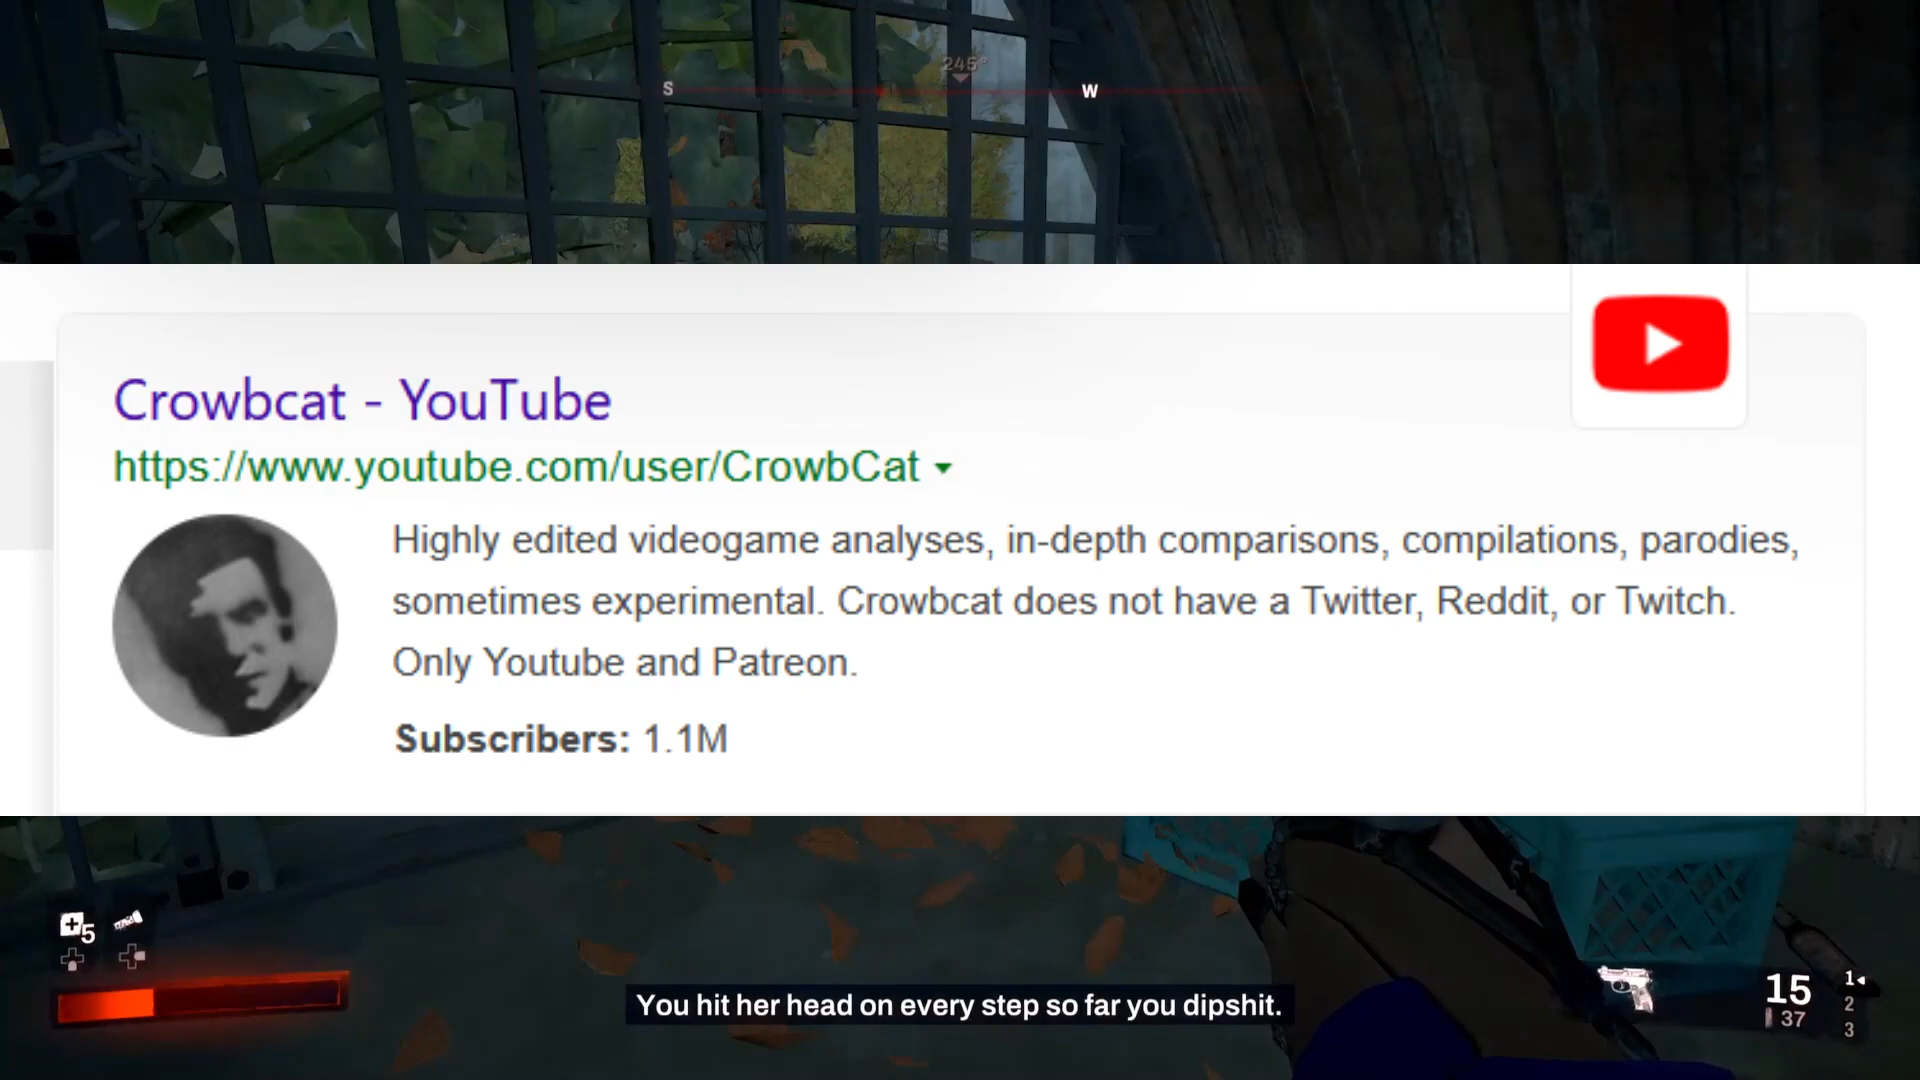 245°
S W
Crowbcat - YouTube
https://www.youtube.com/user/CrowbCat
Highly edited videogame analyses, in-depth comparisons, compilations, parodies,
sometimes experimental. Crowbcat does not have a Twitter, Reddit, or Twitch.
Only Youtube and Patreon.
Subscribers: 1.1M
5
You hit her head on every step so far you dipshit.
15 1
37 2
3